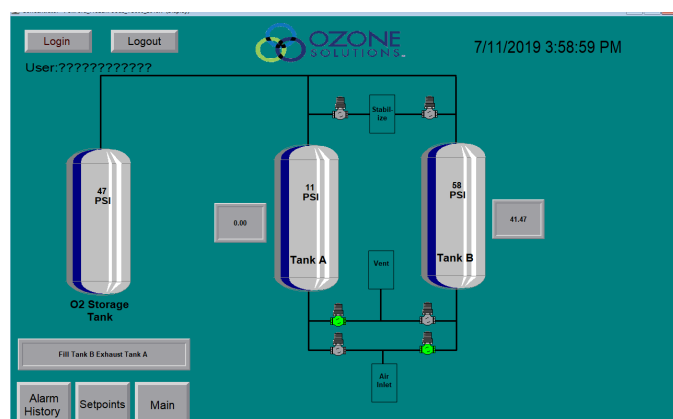 Login
Logout
OZONE
SOLUTIONS
7/11/2019 3:58:59 PM
User:????????????
Stabil-
ize
47
PSI
11
PSI
58
PSI
0.00
41.47
Tank A
Vent
Tank B
O2 Storage
Tank
Fill Tank B Exhaust Tank A
Air
Inlet
Alarm
History
Setpoints
Main